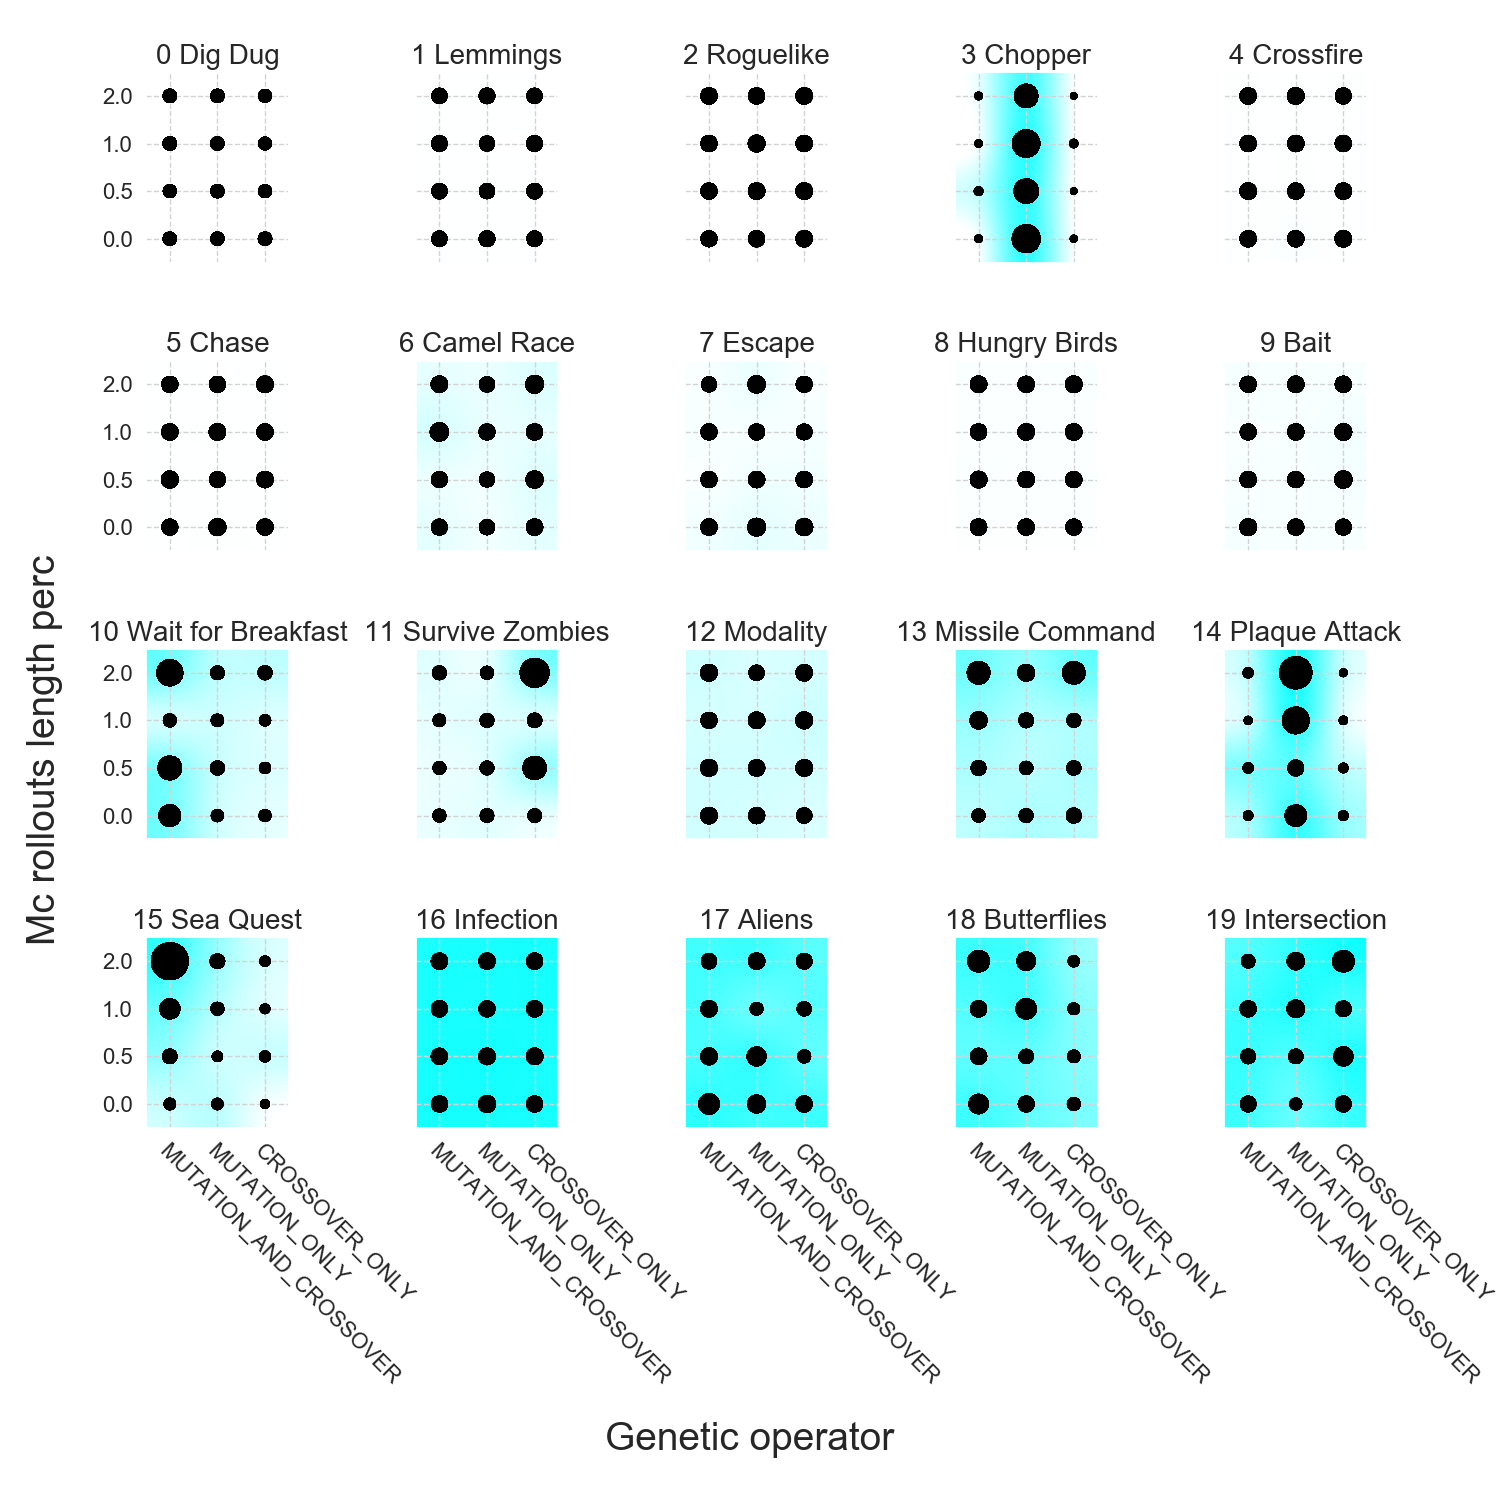 0 Dig Dug
1 Lemmings
2 Roguelike
3 Chopper
4 Crossfire
2.0
1.0
0.5
0.0
5 Chase
6 Camel Race
7 Escape
8 Hungry Birds
9 Bait
2.0
1.0
0.5
0.0
10 Wait for Breakfast
11 Survive Zombies
12 Modality
13 Missile Command
14 Plaque Attack
2.0
1.0
0.5
0.0
15 Sea Quest
16 Infection
17 Aliens
18 Butterflies
19 Intersection
2.0
1.0
0.5
0.0
MUTATION_AND_CROSSOVER
MUTATION_ONLY
CROSSOVER_ONLY
MUTATION_AND_CROSSOVER
MUTATION_ONLY
CROSSOVER_ONLY
MUTATION_AND_CROSSOVER
MUTATION_ONLY
CROSSOVER_ONLY
MUTATION_AND_CROSSOVER
MUTATION_ONLY
CROSSOVER_ONLY
MUTATION_AND_CROSSOVER
MUTATION_ONLY
CROSSOVER_ONLY
Mc rollouts length perc
Genetic operator